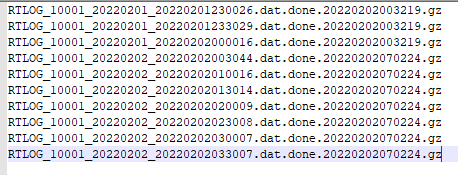 RTLOG_10001_20220201_20220201230026.dat.done.20220202003219.gz
RTLOG_10001_20220201_20220201233029.dat.done.20220202003219.gz
RTLOG_10001_20220201_20220202000016.dat.done.20220202003219.gz
RTLOG_10001_20220202_20220202003044.dat.done.20220202070224.gz
RTLOG_10001_20220202_20220202010016.dat.done.20220202070224.gz
RTLOG_10001_20220202_20220202013014.dat.done.20220202070224.gz
RTLOG_10001_20220202_20220202020009.dat.done.20220202070224.gz
RTLOG_10001_20220202_20220202023008.dat.done.20220202070224.gz
RTLOG_10001_20220202_20220202030007.dat.done.20220202070224.gz
RTLOG_10001_20220202_20220202033007.dat.done.20220202070224.gz